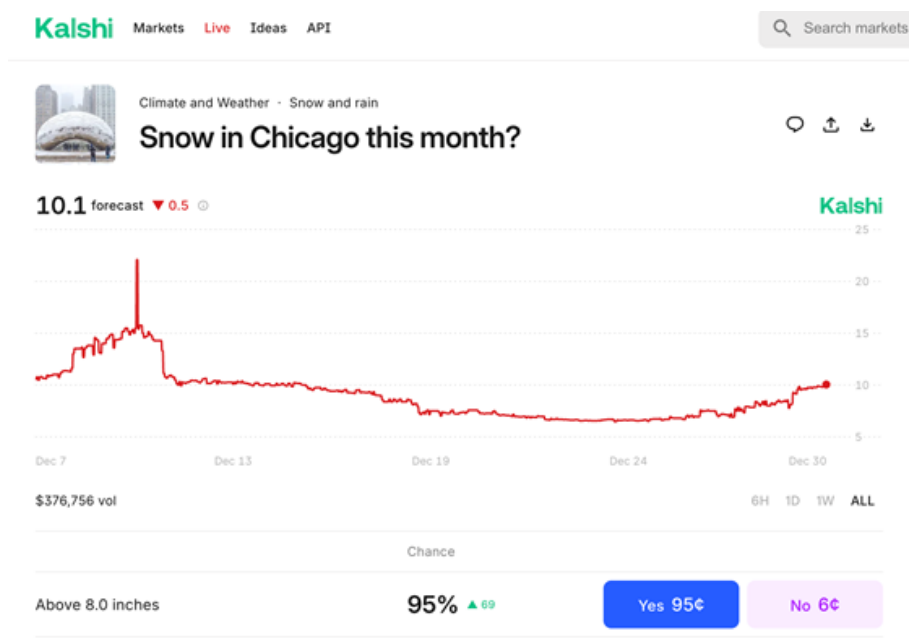 Kalshi Markets Live Ideas API Search markets
Climate and Weather · Snow and rain
Snow in Chicago this month?
10.1 forecast ▼ 0.5
Kalshi
25
20
15
10
5
Dec 7 Dec 13 Dec 19 Dec 24 Dec 30
$376,756 vol 6H 1D 1W ALL
Chance
Above 8.0 inches 95% ▲ 69 Yes 95¢ No 6¢